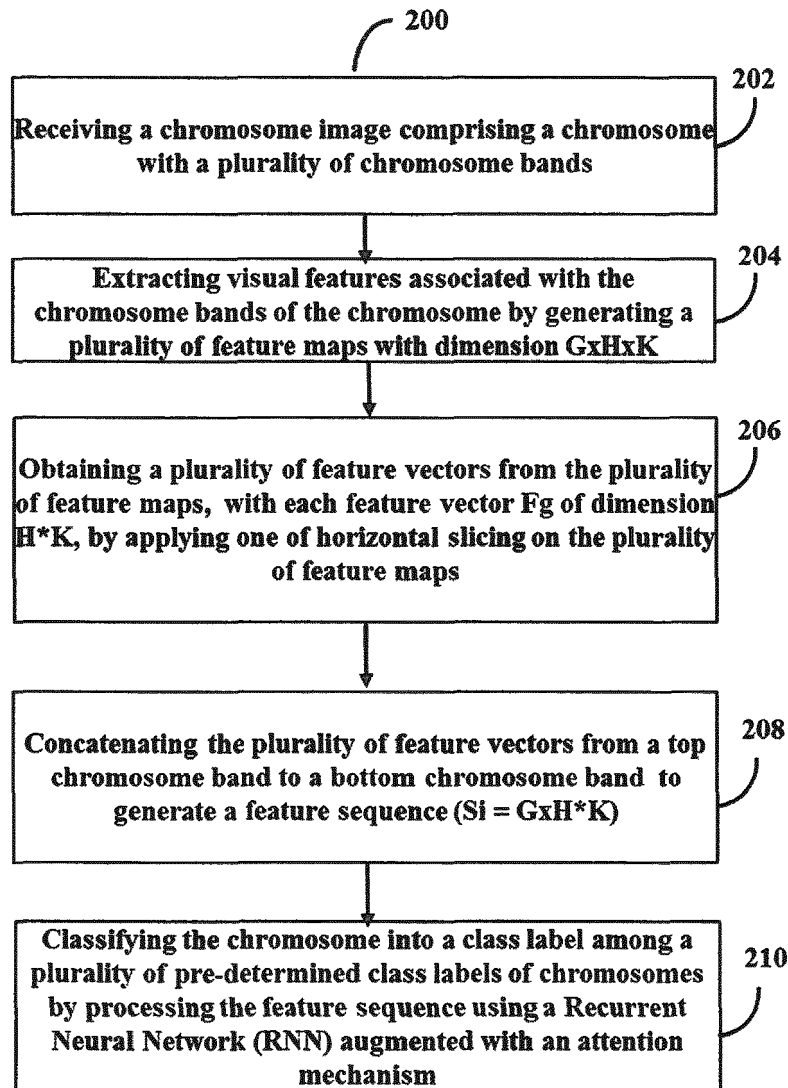 200
202
Receiving a chromosome image comprising a chromosome
with a plurality of chromosome bands
204
Extracting visual features associated with the
chromosome bands of the chromosome by generating a
plurality of feature maps with dimension GxHxK
206
Obtaining a plurality of feature vectors from the plurality
of feature maps, with each feature vector Fg of dimension
H*K, by applying one of horizontal slicing on the plurality
of feature maps
208
Concatenating the plurality of feature vectors from a top
chromosome band to a bottom chromosome band to
generate a feature sequence (Si = GxH*K)
210
Classifying the chromosome into a class label among a
plurality of pre-determined class labels of chromosomes
by processing the feature sequence using a Recurrent
Neural Network (RNN) augmented with an attention
mechanism